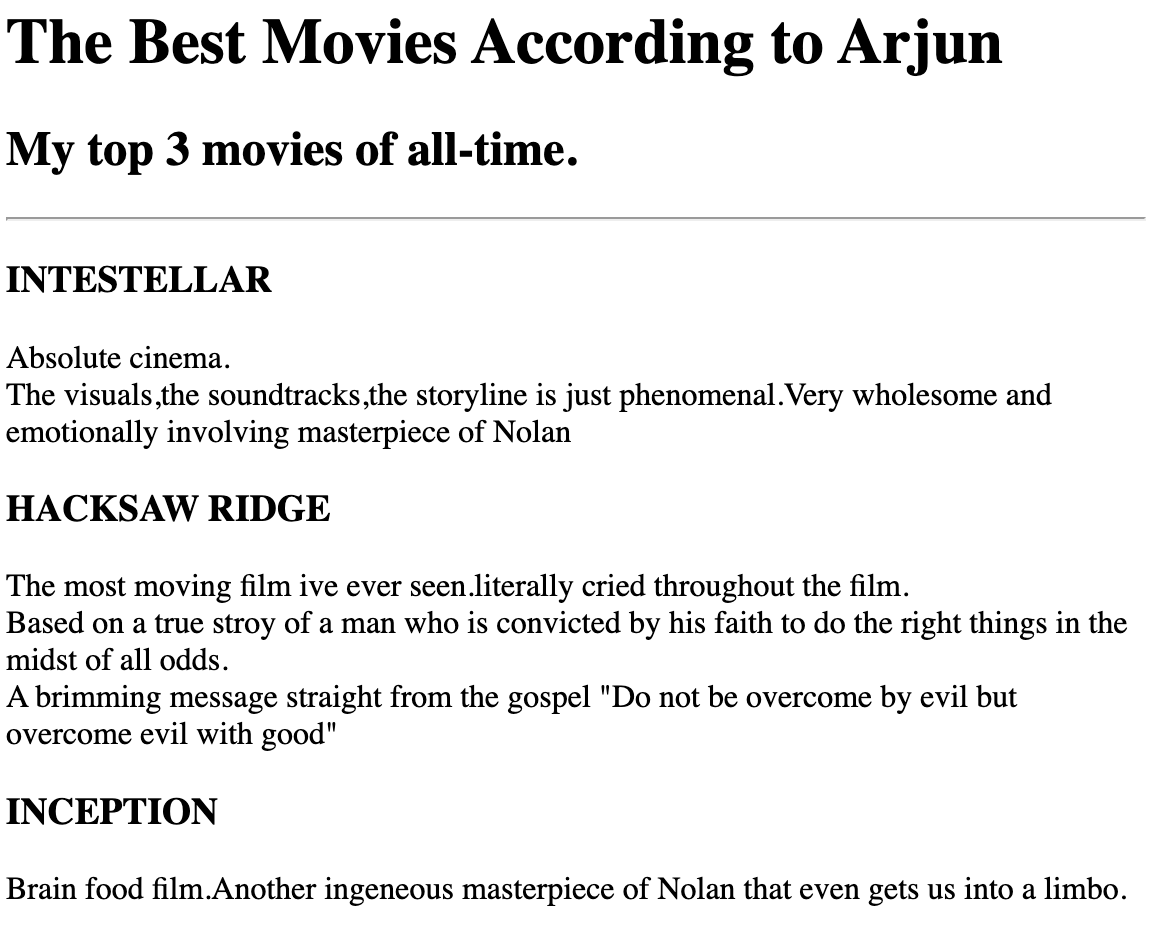 The Best Movies According to Arjun
My top 3 movies of all-time.
INTESTELLAR
Absolute cinema.
The visuals,the soundtracks,the storyline is just phenomenal.Very wholesome and
emotionally involving masterpiece of Nolan
HACKSAW RIDGE
The most moving film ive ever seen.literally cried throughout the film.
Based on a true stroy of a man who is convicted by his faith to do the right things in the
midst of all odds.
A brimming message straight from the gospel "Do not be overcome by evil but
overcome evil with good"
INCEPTION
Brain food film.Another ingeneous masterpiece of Nolan that even gets us into a limbo.